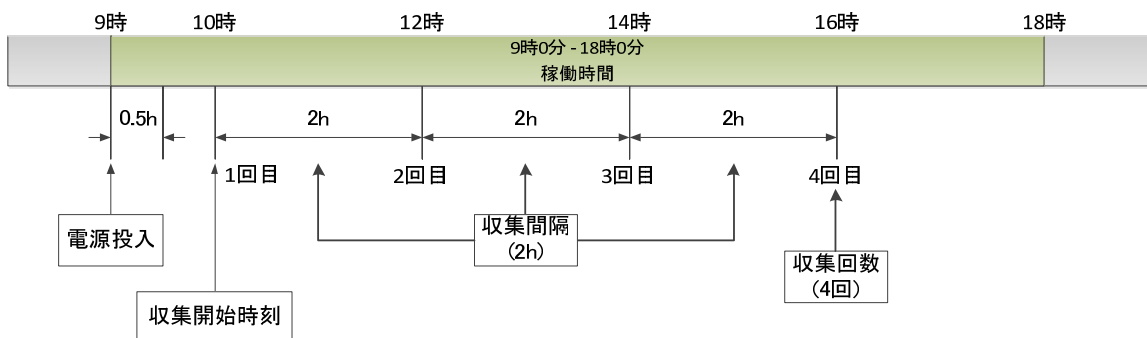 9時
10時
12時
14時
16時
18時
9時0分 - 18時0分
稼働時間
0.5h
2h
2h
2h
1回目
2回目
3回目
4回目
電源投入
収集間隔
(2h)
収集回数
(4回)
収集開始時刻